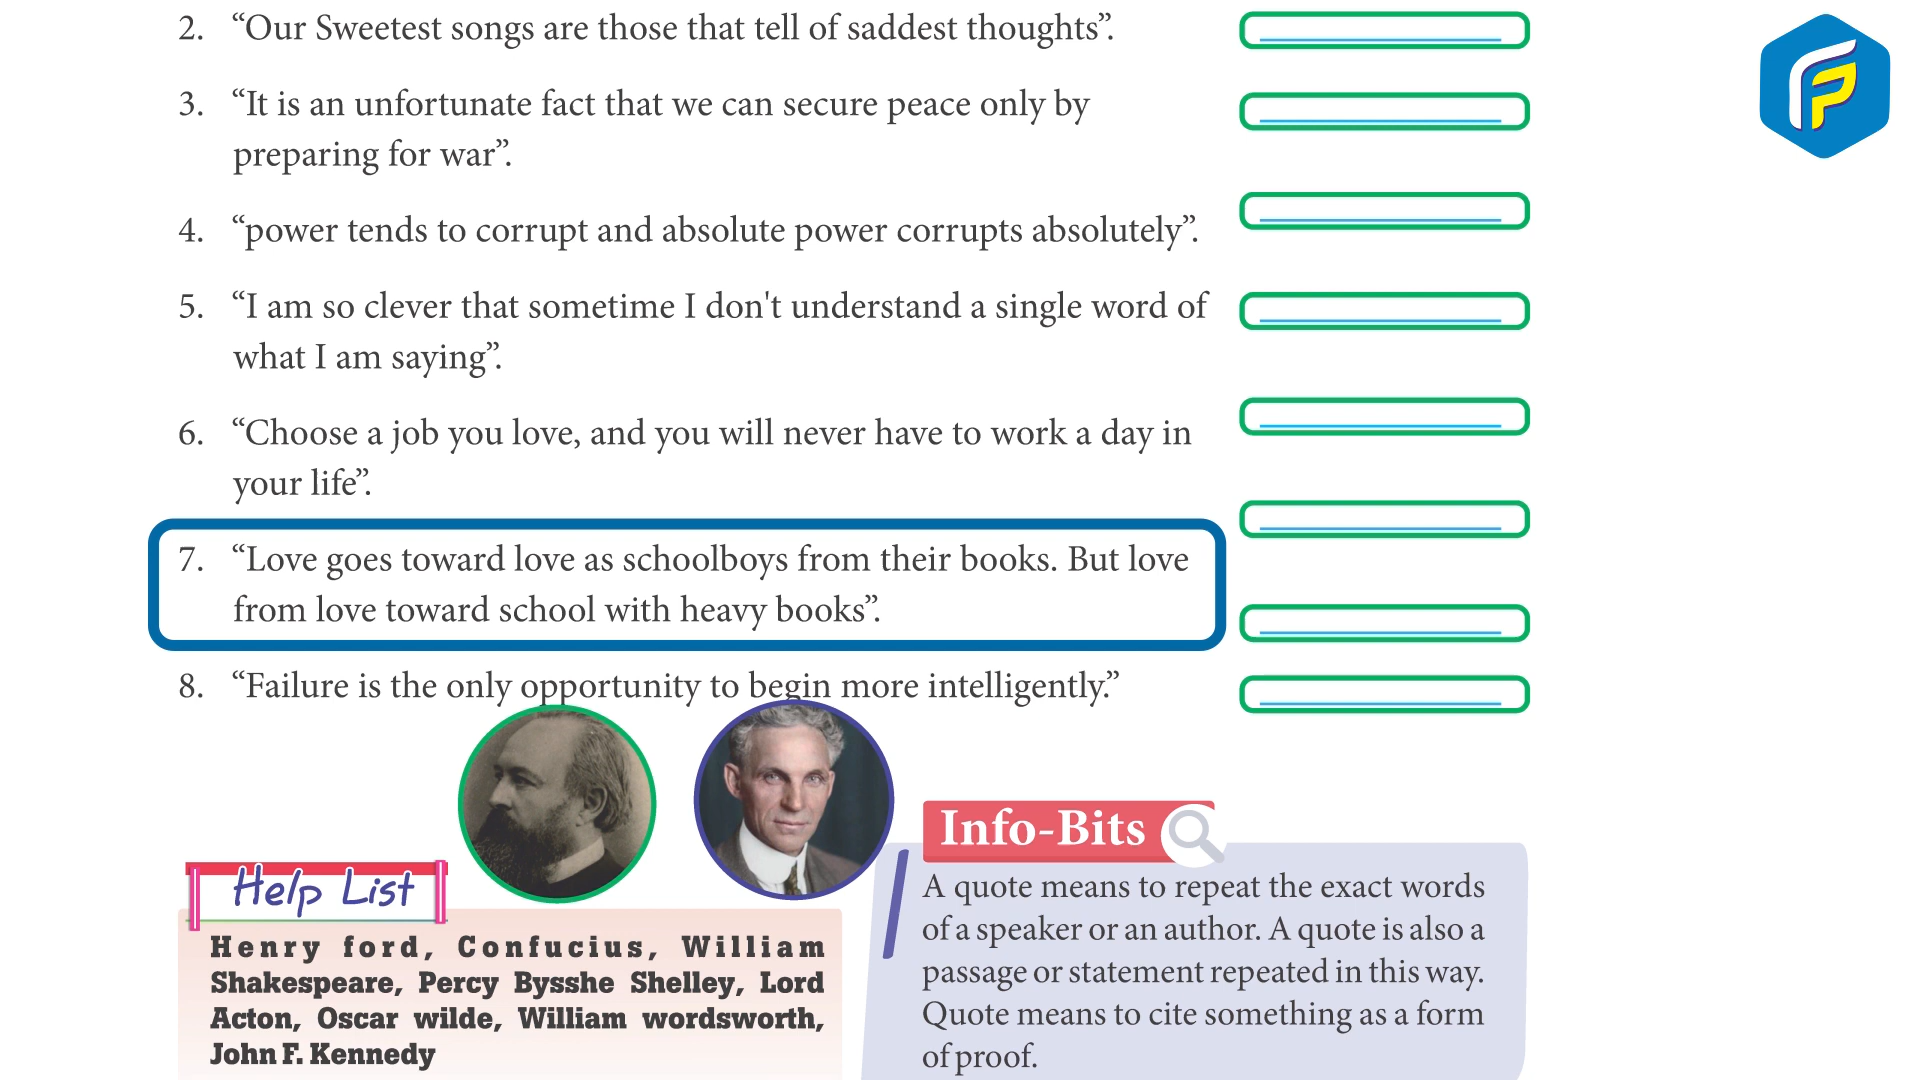 2. “Our Sweetest songs are those that tell of saddest thoughts”.
3. “It is an unfortunate fact that we can secure peace only by
preparing for war”.
4. “power tends to corrupt and absolute power corrupts absolutely”.
5. “I am so clever that sometime I don't understand a single word of
what I am saying”.
6. “Choose a job you love, and you will never have to work a day in
your life”.
7. “Love goes toward love as schoolboys from their books. But love
from love toward school with heavy books”.
8. “Failure is the only opportunity to begin more intelligently.”
Help List
Henry ford, Confucius, William
Shakespeare, Percy Bysshe Shelley, Lord
Acton, Oscar wilde, William wordsworth,
John F. Kennedy
Info-Bits
A quote means to repeat the exact words
of a speaker or an author. A quote is also a
passage or statement repeated in this way.
Quote means to cite something as a form
of proof.